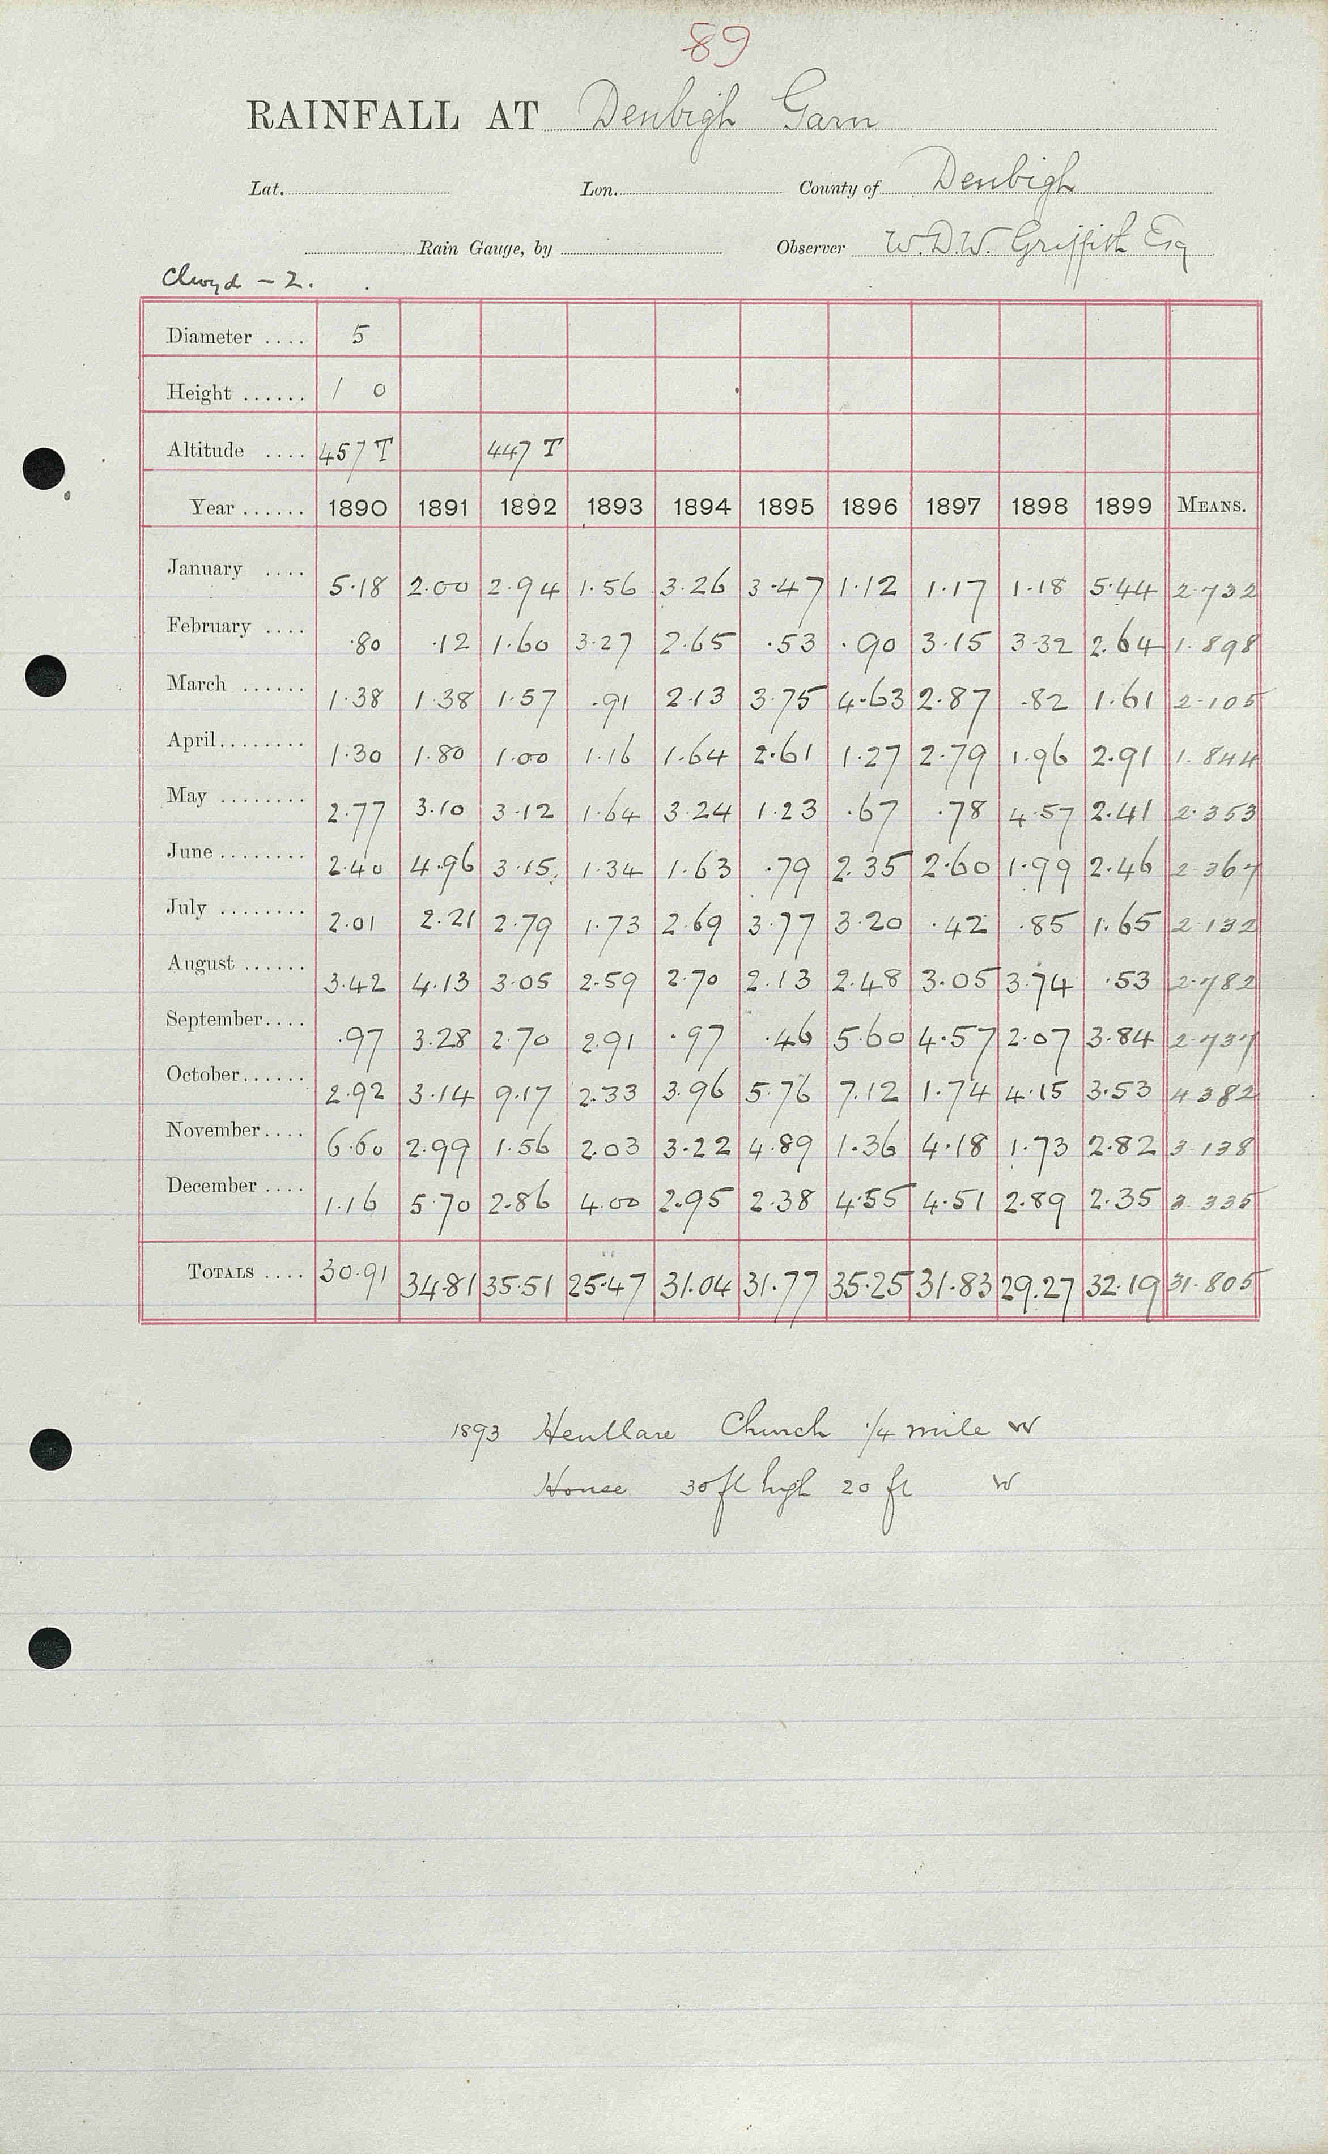 89
RAINFALL AT Denbigh Garn
Lat. Lon. County of Denbigh
Rain Gauge, by Observer W.D.W. Griffith Esq
Clwyd - 2.
Diameter .... 5
Height ...... 1 0
Altitude .... 457 T 447 T
Year ...... 1890 1891 1892 1893 1894 1895 1896 1897 1898 1899 MEANS.
January .... 5.18 2.00 2.94 1.56 3.26 3.47 1.12 1.17 1.18 5.44 2.732
February .... .80 .12 1.60 3.27 2.65 .53 .90 3.15 3.32 2.64 1.898
March ...... 1.38 1.38 1.57 .91 2.13 3.75 4.63 2.87 .82 1.61 2.105
April........ 1.30 1.80 1.00 1.16 1.64 2.61 1.27 2.79 1.96 2.91 1.844
May ........ 2.77 3.10 3.12 1.64 3.24 1.23 .67 .78 4.57 2.41 2.353
June ........ 2.40 4.96 3.15 1.34 1.63 .79 2.35 2.60 1.99 2.46 2.367
July ........ 2.01 2.21 2.79 1.73 2.69 3.77 3.20 .42 .85 1.65 2.132
August ...... 3.42 4.13 3.05 2.59 2.70 2.13 2.48 3.05 3.74 .53 2.782
September.... .97 3.28 2.70 2.91 .97 .46 5.60 4.57 2.07 3.84 2.737
October...... 2.92 3.14 9.17 2.33 3.96 5.76 7.12 1.74 4.15 3.53 4.382
November.... 6.60 2.99 1.56 2.03 3.22 4.89 1.36 4.18 1.73 2.82 3.138
December .... 1.16 5.70 2.86 4.00 2.95 2.38 4.55 4.51 2.89 2.35 3.335
TOTALS .... 30.91 34.81 35.51 25.47 31.04 31.77 35.25 31.83 29.27 32.19 31.805
1893 Henllare Church 1/4 mile W
House 30 ft high 20 ft W